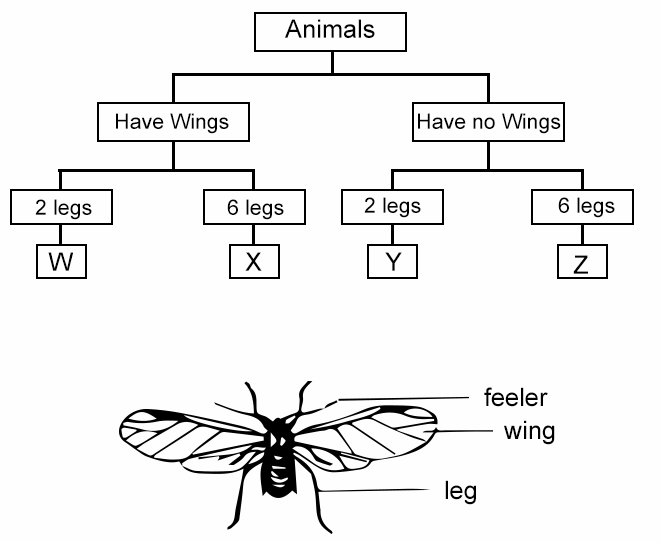 Animals
Have Wings
Have no Wings
2 legs
6 legs
2 legs
6 legs
W
X
Y
Z
feeler
wing
leg